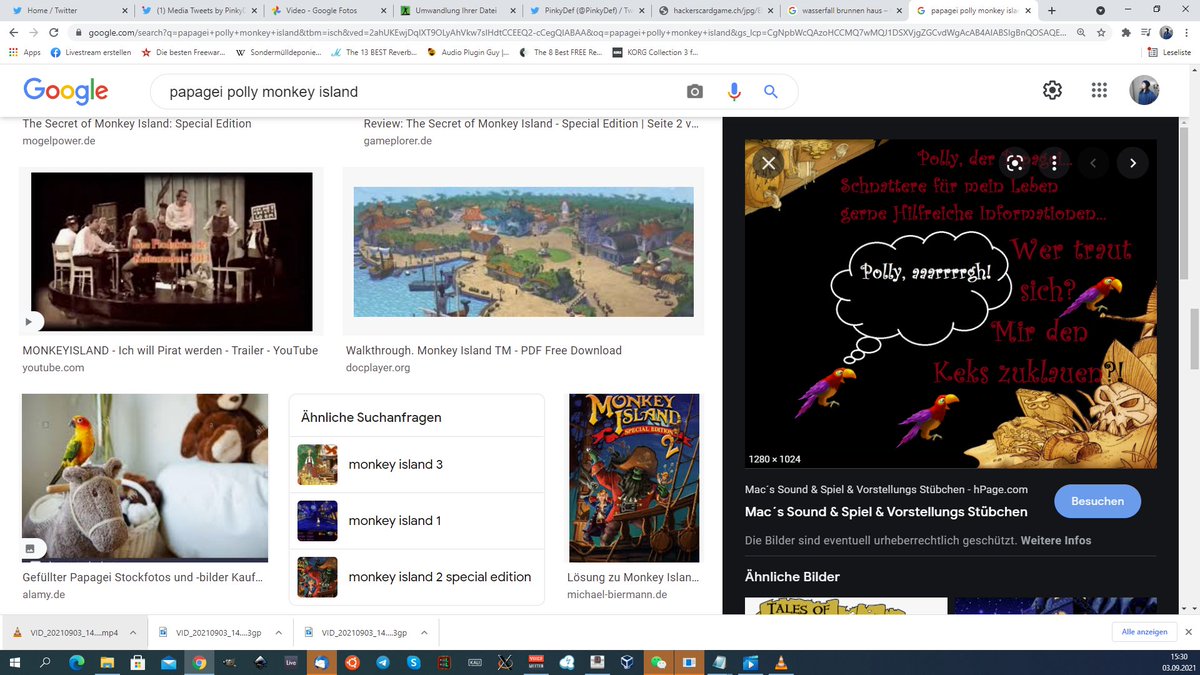 Home / Twitter
(1) Media Tweets by PinkyD
Video - Google Fotos
Umwandlung Ihrer Datei
PinkyDef (@PinkyDef) / Tw
hackerscardgame.ch/jpg/E
wasserfall brunnen haus –
papagei polly monkey isla
google.com/search?q=papagei+polly+monkey+island&tbm=isch&ved=2ahUKEwjDqIXT9OLyAhVkw7sIHdtCCEEQ2-cCegQIABAA&oq=papagei+polly+monkey+island&gs_lcp=CgNpbWcQAzoHCCMQ7wMQJ1DSXVjgZGCvdWgAcAB4AIABSIgBnQOSAQE...
Apps
Livestream erstellen
Die besten Freewar...
Sondermülldeponie...
The 13 BEST Reverb...
Audio Plugin Guy |...
The 8 Best FREE Re...
KORG Collection 3 f...
Leseliste
Google
papagei polly monkey island
The Secret of Monkey Island: Special Edition
mogelpower.de
Review: The Secret of Monkey Island - Special Edition | Seite 2 v...
gameplorer.de
MONKEYISLAND - Ich will Pirat werden - Trailer - YouTube
youtube.com
Walkthrough. Monkey Island TM - PDF Free Download
docplayer.org
Gefüllter Papagei Stockfotos und -bilder Kauf...
alamy.de
Ähnliche Suchanfragen
monkey island 3
monkey island 1
monkey island 2 special edition
MONKEY
ISLAND
SPECIAL EDITION
2
Lösung zu Monkey Islan...
michael-biermann.de
Polly, der
Schnattere für mein Leben
gerne Hilfreiche Informationen...
Wer traut
sich?
Mir den
Keks zuklauen?!
Polly, aaarrrrgh!
1280 × 1024
Mac´s Sound & Spiel & Vorstellungs Stübchen - hPage.com
Mac´s Sound & Spiel & Vorstellungs Stübchen
Besuchen
Die Bilder sind eventuell urheberrechtlich geschützt. Weitere Infos
Ähnliche Bilder
TALES OF
VID_20210903_14....mp4
VID_20210903_14....3gp
VID_20210903_14....3gp
Alle anzeigen
Live
15:30
03.09.2021